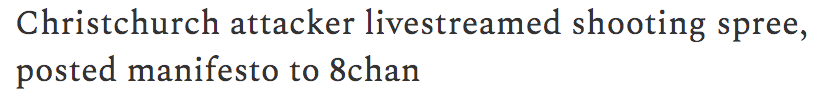 Christchurch attacker livestreamed shooting spree,
posted manifesto to 8chan